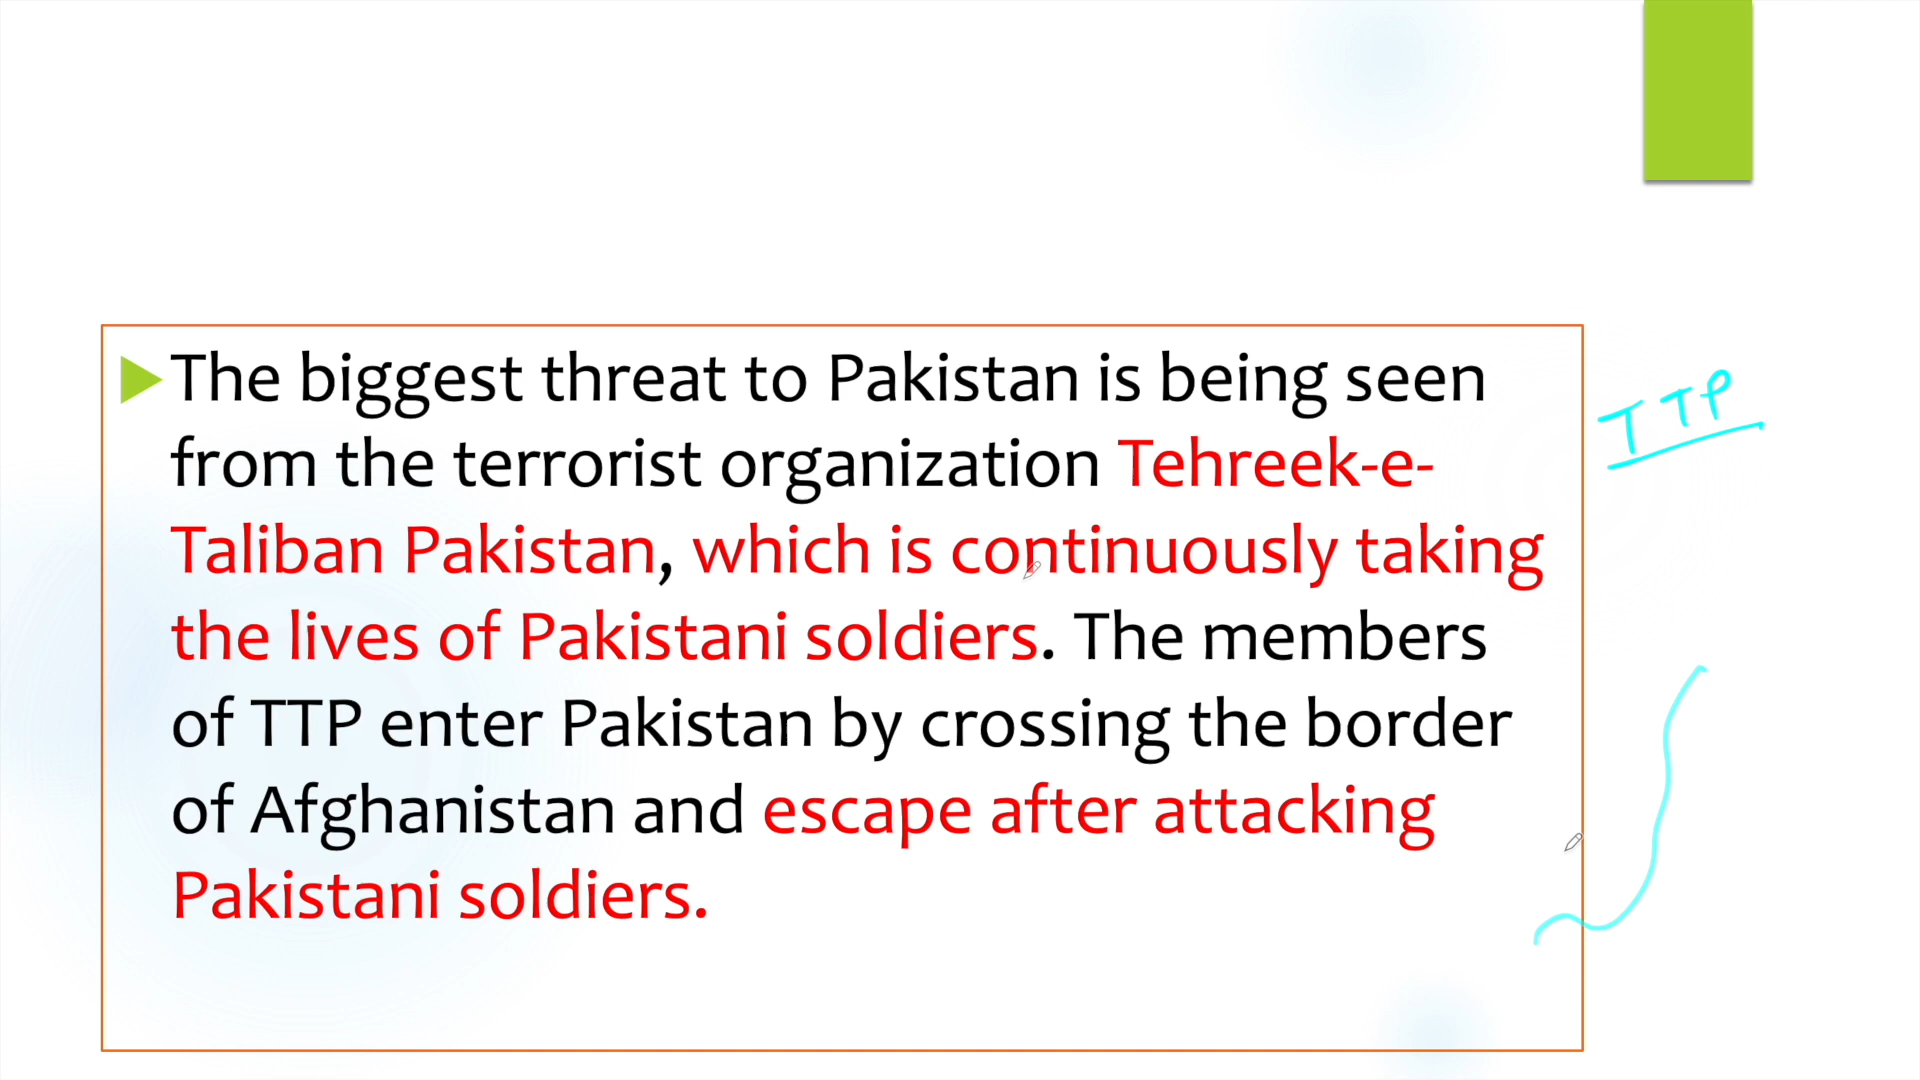 The biggest threat to Pakistan is being seen
from the terrorist organization Tehreek-e-
Taliban Pakistan, which is continuously taking
the lives of Pakistani soldiers. The members
of TTP enter Pakistan by crossing the border
of Afghanistan and escape after attacking
Pakistani soldiers.
TTP